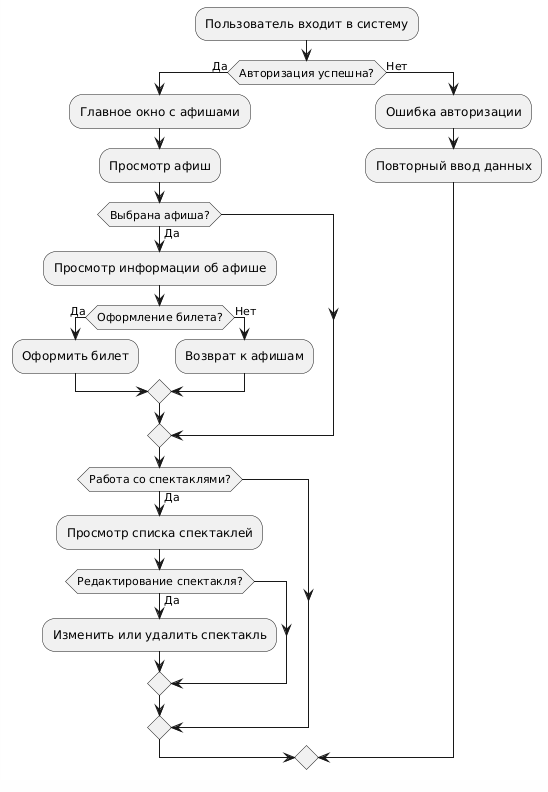 Пользователь входит в систему
Да
Авторизация успешна?
Нет
Главное окно с афишами
Ошибка авторизации
Просмотр афиш
Повторный ввод данных
Выбрана афиша?
Да
Просмотр информации об афише
Да
Оформление билета?
Нет
Оформить билет
Возврат к афишам
Работа со спектаклями?
Да
Просмотр списка спектаклей
Редактирование спектакля?
Да
Изменить или удалить спектакль